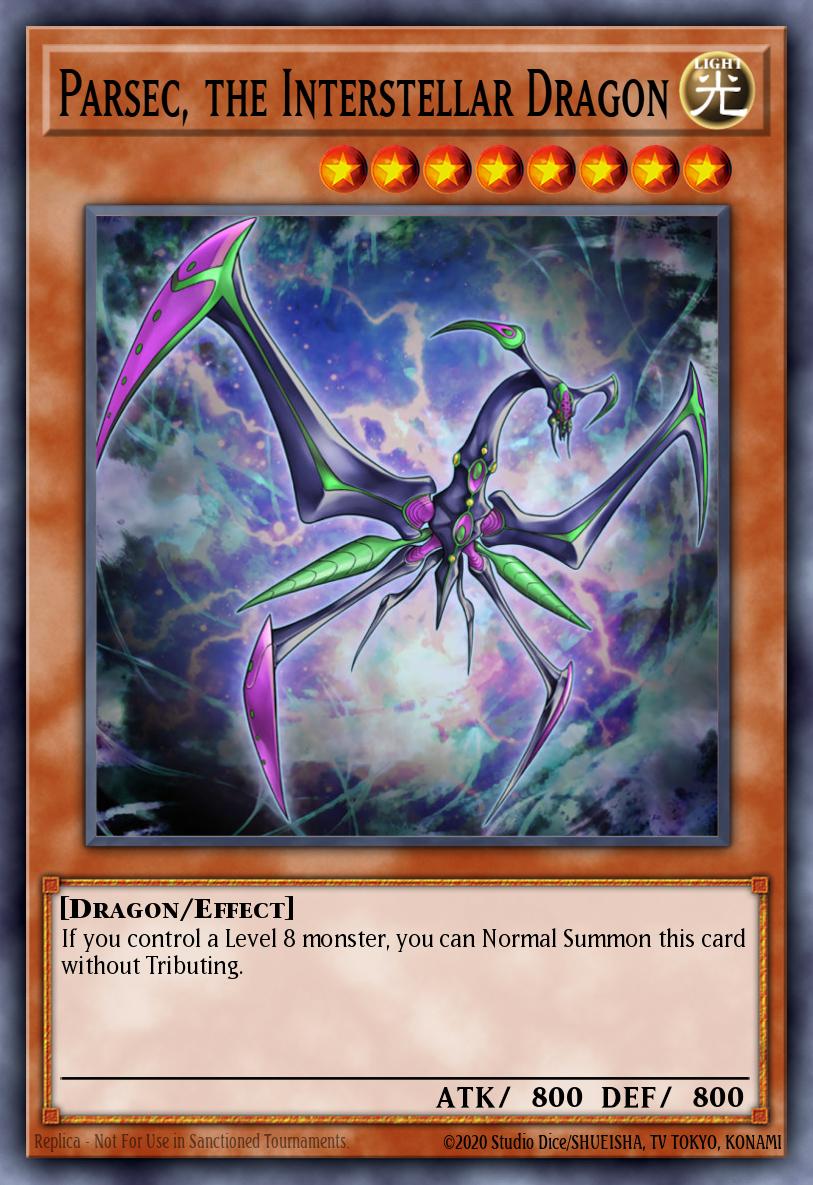 PARSEC, THE INTERSTELLAR DRAGON
LIGHT
光
[DRAGON/EFFECT]
If you control a Level 8 monster, you can Normal Summon this card
without Tributing.
ATK/ 800 DEF/ 800
Replica - Not For Use in Sanctioned Tournaments.
©2020 Studio Dice/SHUEISHA, TV TOKYO, KONAMI